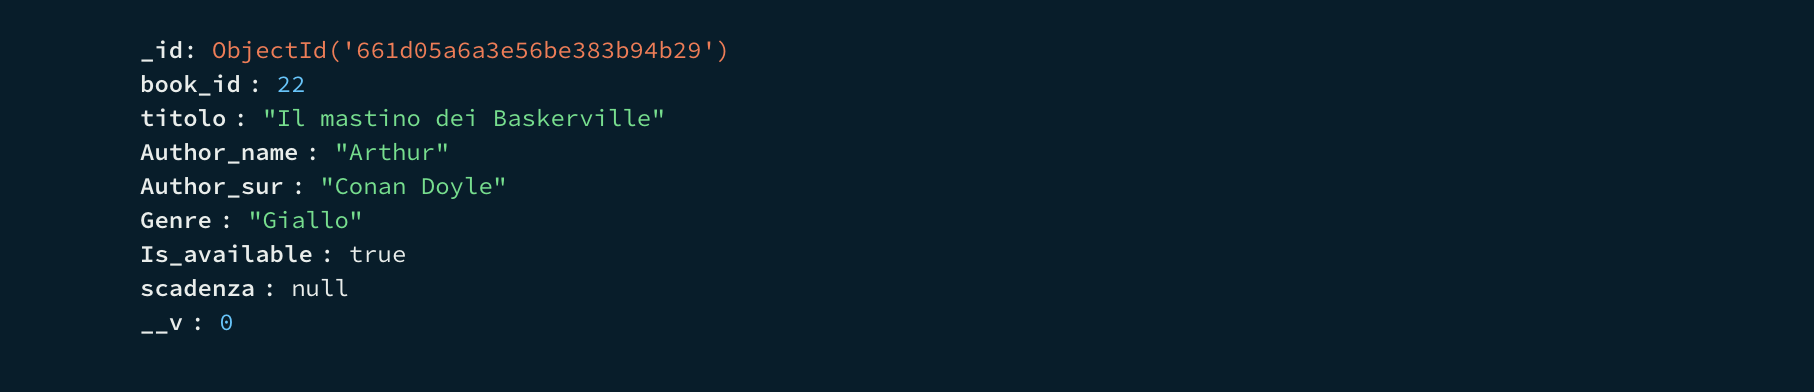 _id: ObjectId('661d05a6a3e56be383b94b29')
book_id : 22
titolo : "Il mastino dei Baskerville"
Author_name : "Arthur"
Author_sur : "Conan Doyle"
Genre : "Giallo"
Is_available : true
scadenza : null
__v : 0